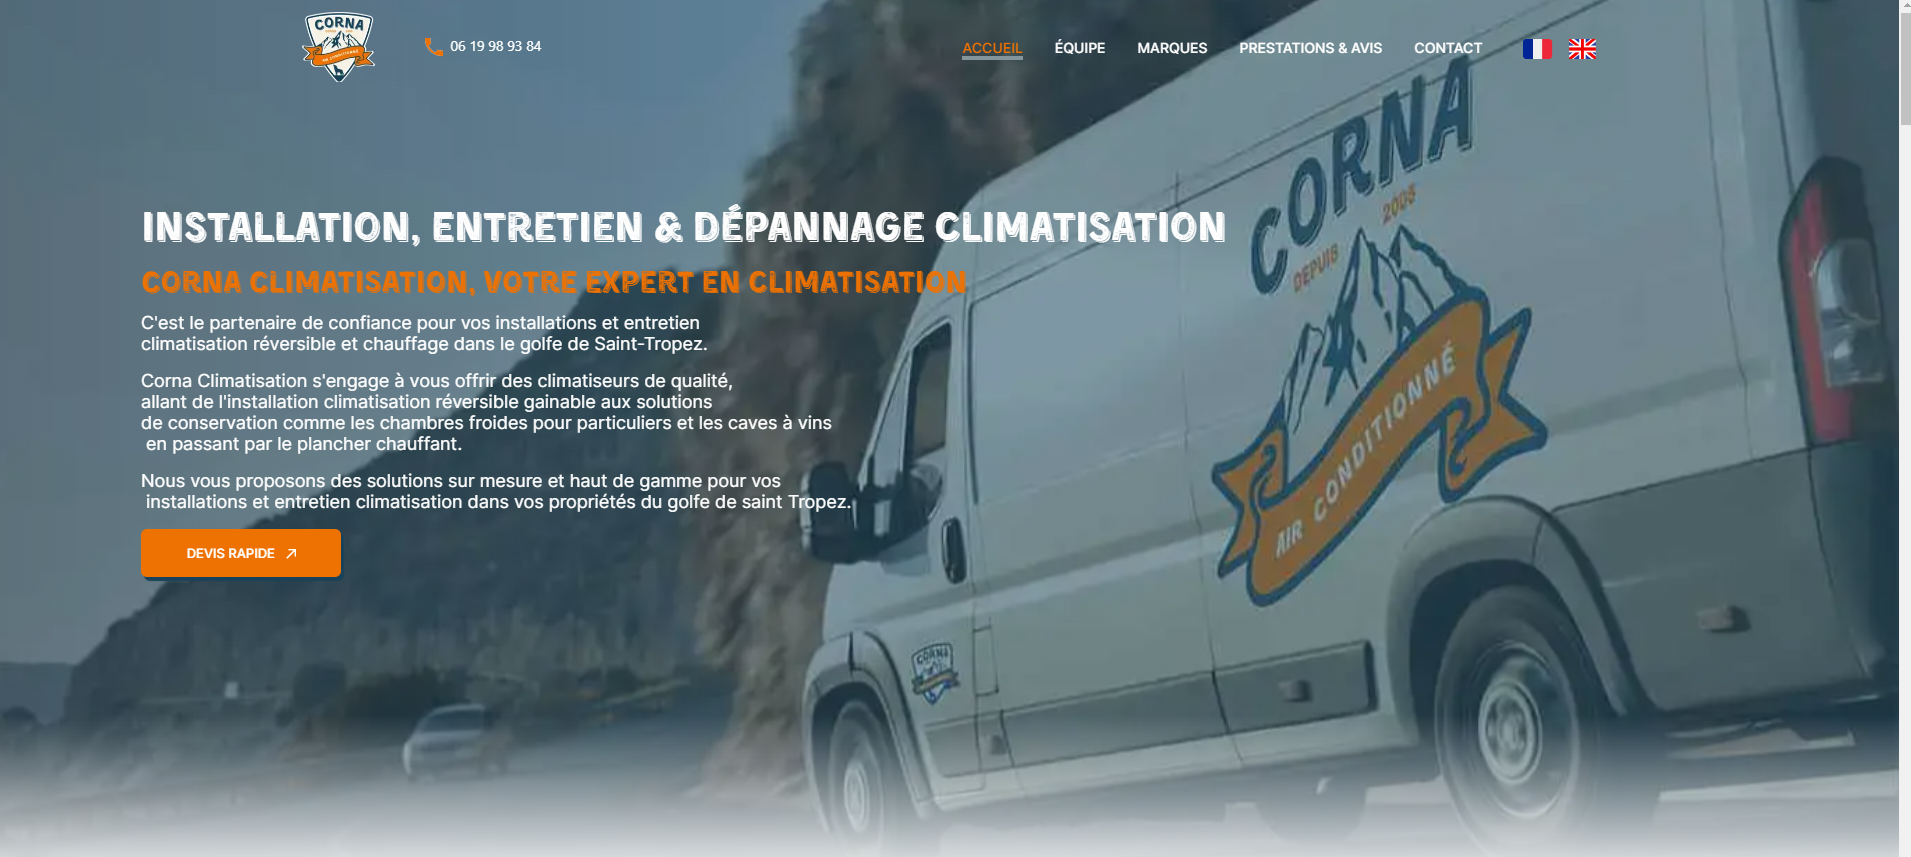 CORNA
06 19 98 93 84
ACCUEIL
ÉQUIPE
MARQUES
PRESTATIONS & AVIS
CONTACT
INSTALLATION, ENTRETIEN & DÉPANNAGE CLIMATISATION
CORNA CLIMATISATION, VOTRE EXPERT EN CLIMATISATION
C'est le partenaire de confiance pour vos installations et entretien
climatisation réversible et chauffage dans le golfe de Saint-Tropez.
Corna Climatisation s'engage à vous offrir des climatiseurs de qualité,
allant de l'installation climatisation réversible gainable aux solutions
de conservation comme les chambres froides pour particuliers et les caves à vins
en passant par le plancher chauffant.
Nous vous proposons des solutions sur mesure et haut de gamme pour vos
installations et entretien climatisation dans vos propriétés du golfe de saint Tropez.
DEVIS RAPIDE
CORNA
DEPUIS 2005
AIR CONDITIONNÉ
CORNA